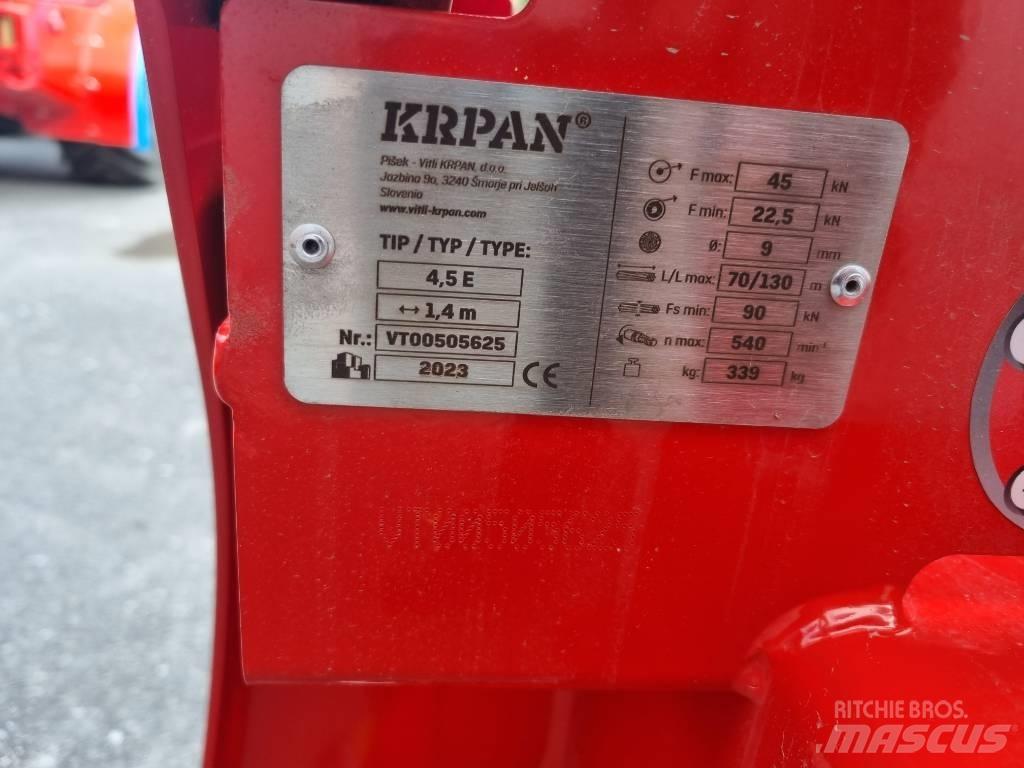 KRPAN®
Pišek - Vitli KRPAN, d.o.o.
Jazbina 9a, 3240 Šmarje pri Jelšah
Slovenia
www.vitli-krpan.com
TIP / TYP / TYPE:
4,5 E
↔ 1,4 m
Nr.: VT00505625
2023 CE
F max: 45 kN
F min: 22,5 kN
Ø: 9 mm
L/L max: 70/130 m
Fs min: 90 kN
n max: 540 min⁻¹
kg: 339 kg
RITCHIE BROS.
MASCUS